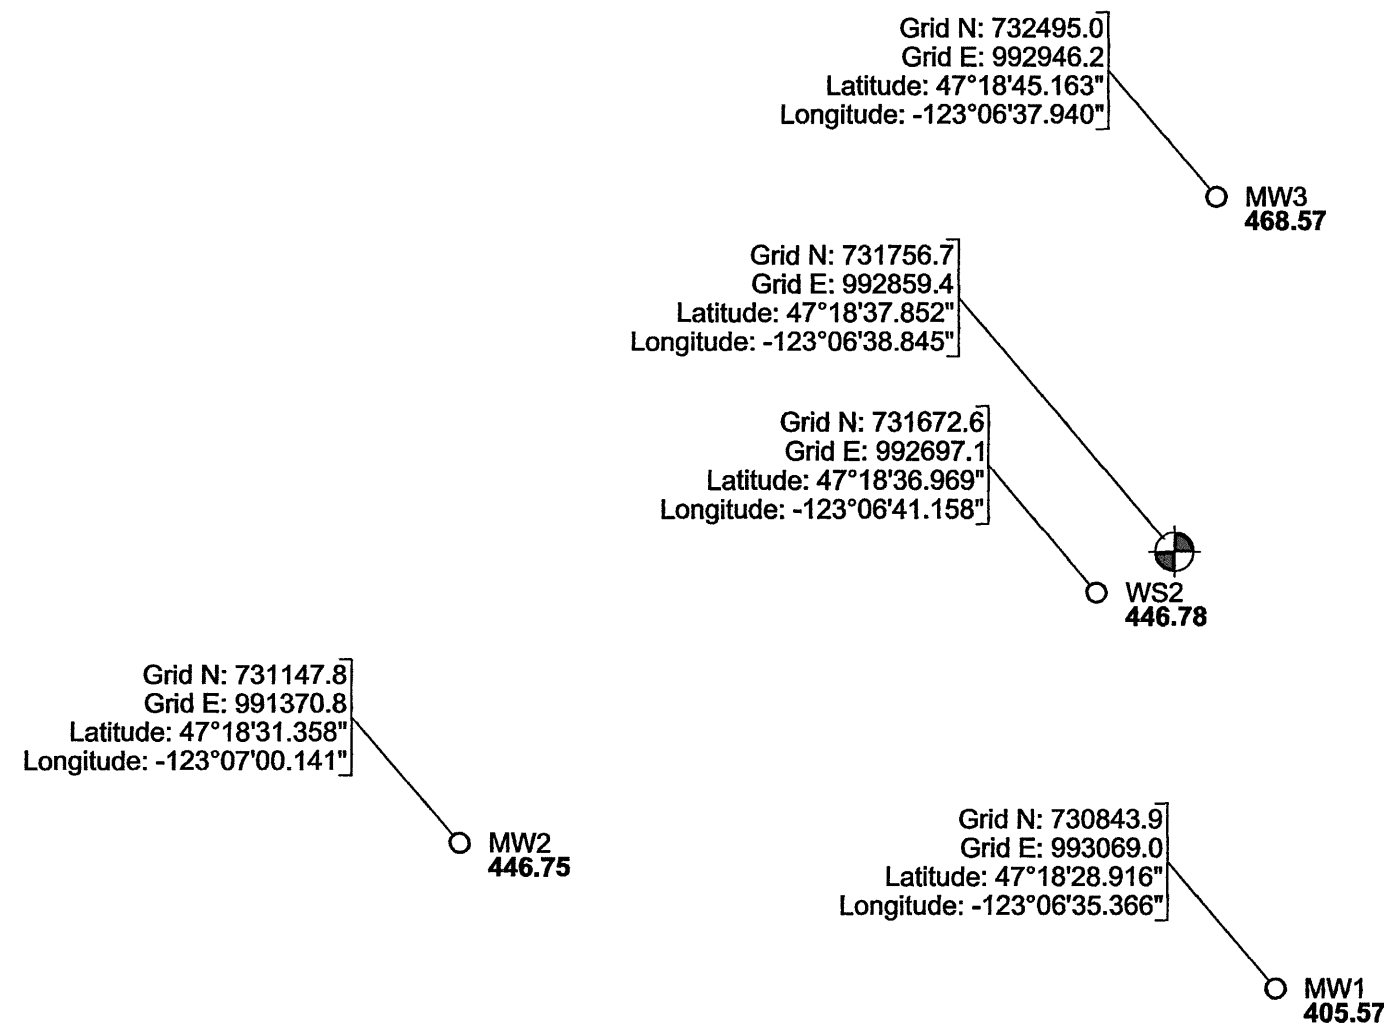 Grid N: 732495.0
Grid E: 992946.2
Latitude: 47°18'45.163"
Longitude: -123°06'37.940"
MW3
468.57
Grid N: 731756.7
Grid E: 992859.4
Latitude: 47°18'37.852"
Longitude: -123°06'38.845"
Grid N: 731672.6
Grid E: 992697.1
Latitude: 47°18'36.969"
Longitude: -123°06'41.158"
WS2
446.78
Grid N: 731147.8
Grid E: 991370.8
Latitude: 47°18'31.358"
Longitude: -123°07'00.141"
MW2
446.75
Grid N: 730843.9
Grid E: 993069.0
Latitude: 47°18'28.916"
Longitude: -123°06'35.366"
MW1
405.57